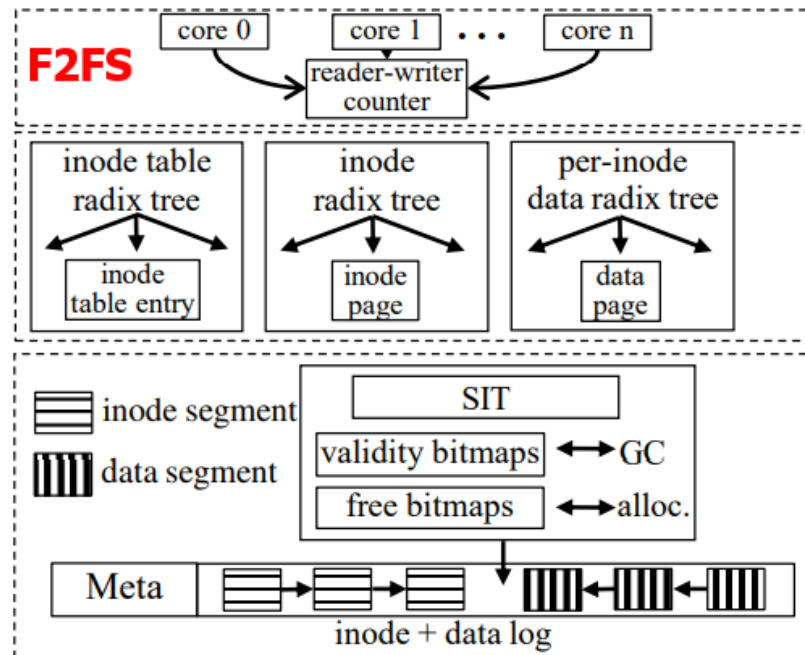 core 0
core 1
...
core n
F2FS
reader-writer
counter
inode table
radix tree
inode
table entry
inode
radix tree
inode
page
per-inode
data radix tree
data
page
inode segment
data segment
SIT
validity bitmaps
GC
free bitmaps
alloc.
Meta
inode + data log